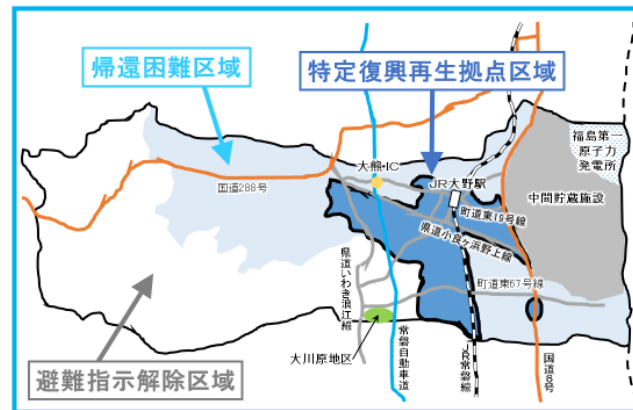 帰還困難区域
特定復興再生拠点区域
福島第一
原子力
発電所
大熊IC
JR大野駅
国道288号
中間貯蔵施設
町道東19号線
県道小良ヶ浜野上線
県道いわき浪江線
町道東67号線
大川原地区
常磐自動車道
JR常磐線
国道6号
避難指示解除区域